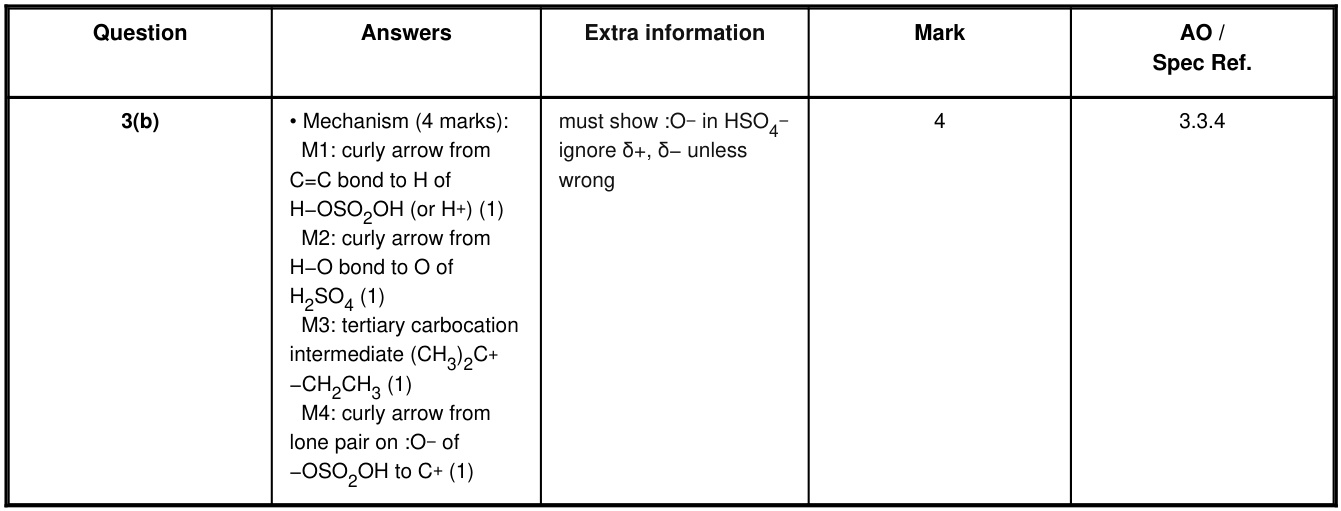 Question
Answers
Extra information
Mark
AO /
Spec Ref.
3(b)
• Mechanism (4 marks):
M1: curly arrow from
C=C bond to H of
H–OSO₂OH (or H⁺) (1)
M2: curly arrow from
H–O bond to O of
H₂SO₄ (1)
M3: tertiary carbocation
intermediate (CH₃)₂C⁺
–CH₂CH₃ (1)
M4: curly arrow from
lone pair on :O⁻ of
–OSO₂OH to C⁺ (1)
must show :O⁻ in HSO₄⁻
ignore δ+, δ– unless
wrong
4
3.3.4